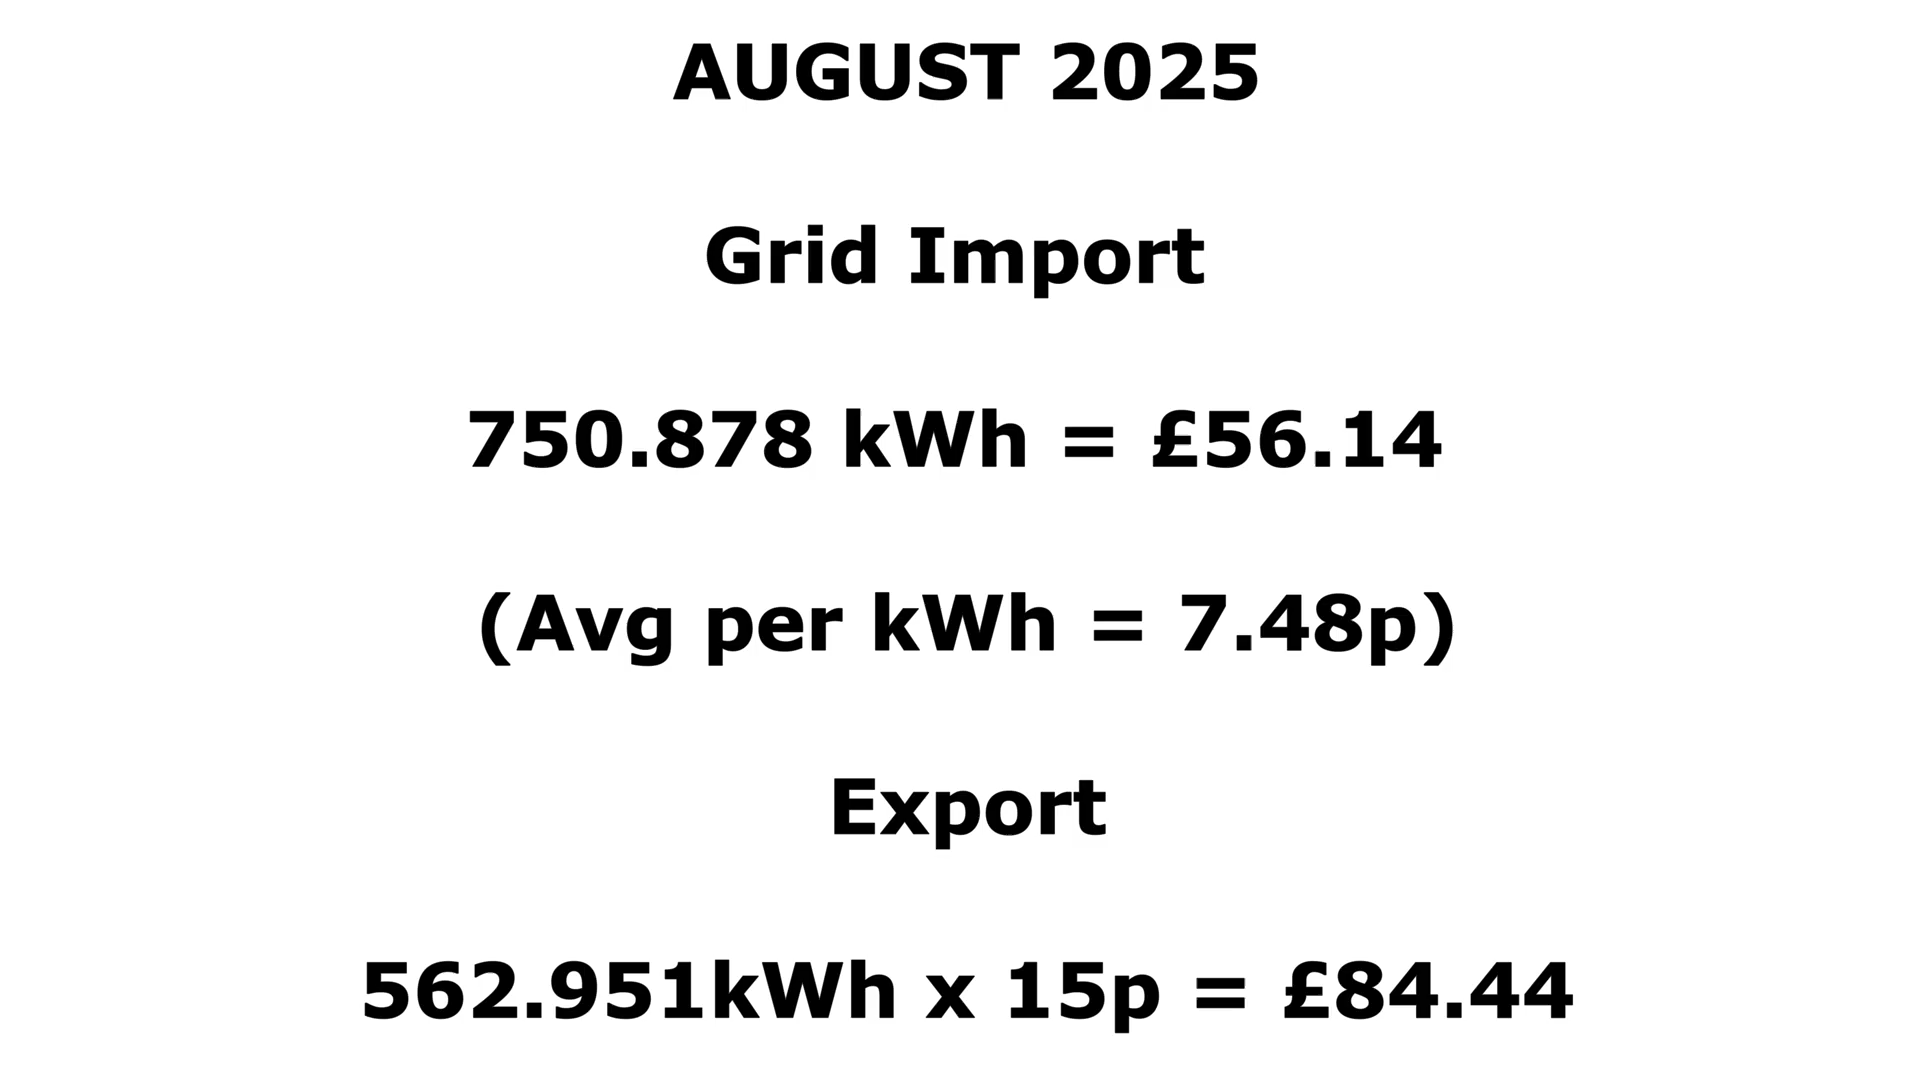 AUGUST 2025
Grid Import
750.878 kWh = £56.14
(Avg per kWh = 7.48p)
Export
562.951kWh x 15p = £84.44